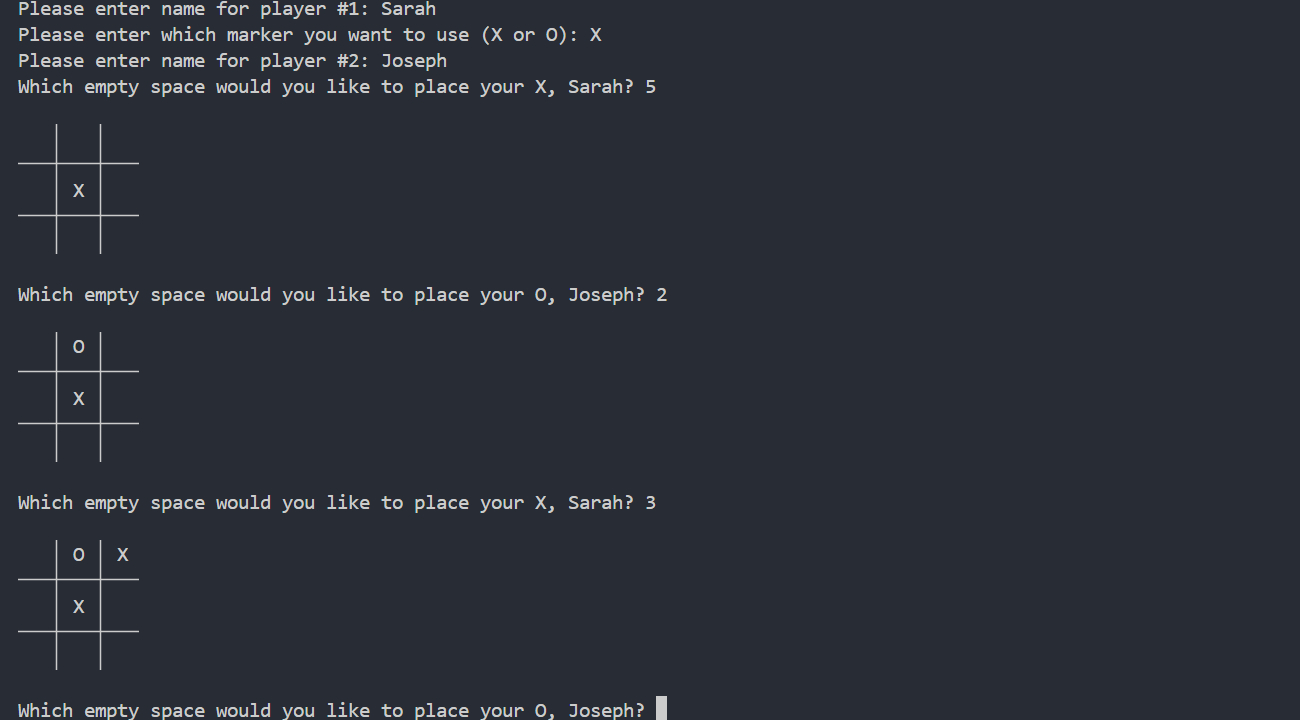 Please enter name for player #1: Sarah
Please enter which marker you want to use (X or O): X
Please enter name for player #2: Joseph
Which empty space would you like to place your X, Sarah? 5
X
Which empty space would you like to place your O, Joseph? 2
O
X
Which empty space would you like to place your X, Sarah? 3
O X
X
Which empty space would you like to place your O, Joseph?